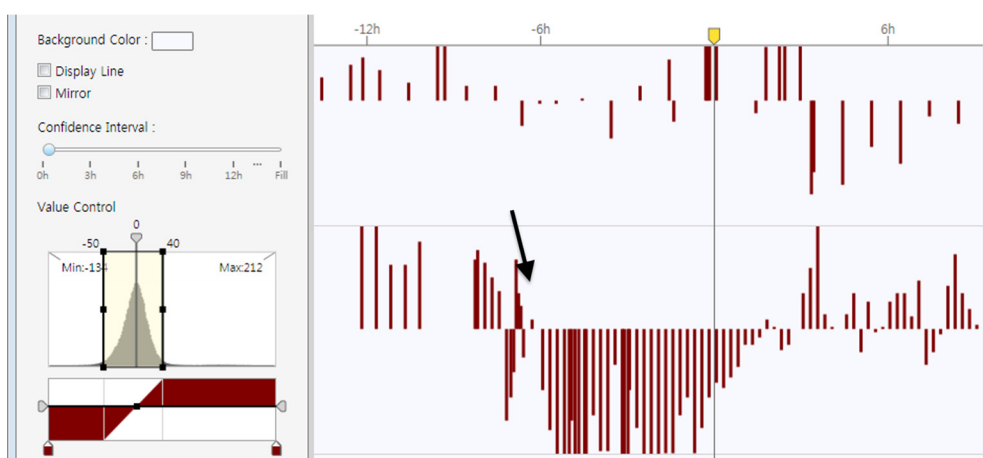 Background Color :
Display Line
Mirror
Confidence Interval :
0h 3h 6h 9h 12h ... Fill
Value Control
0
-50 40
Min:-134 Max:212
-12h -6h 6h